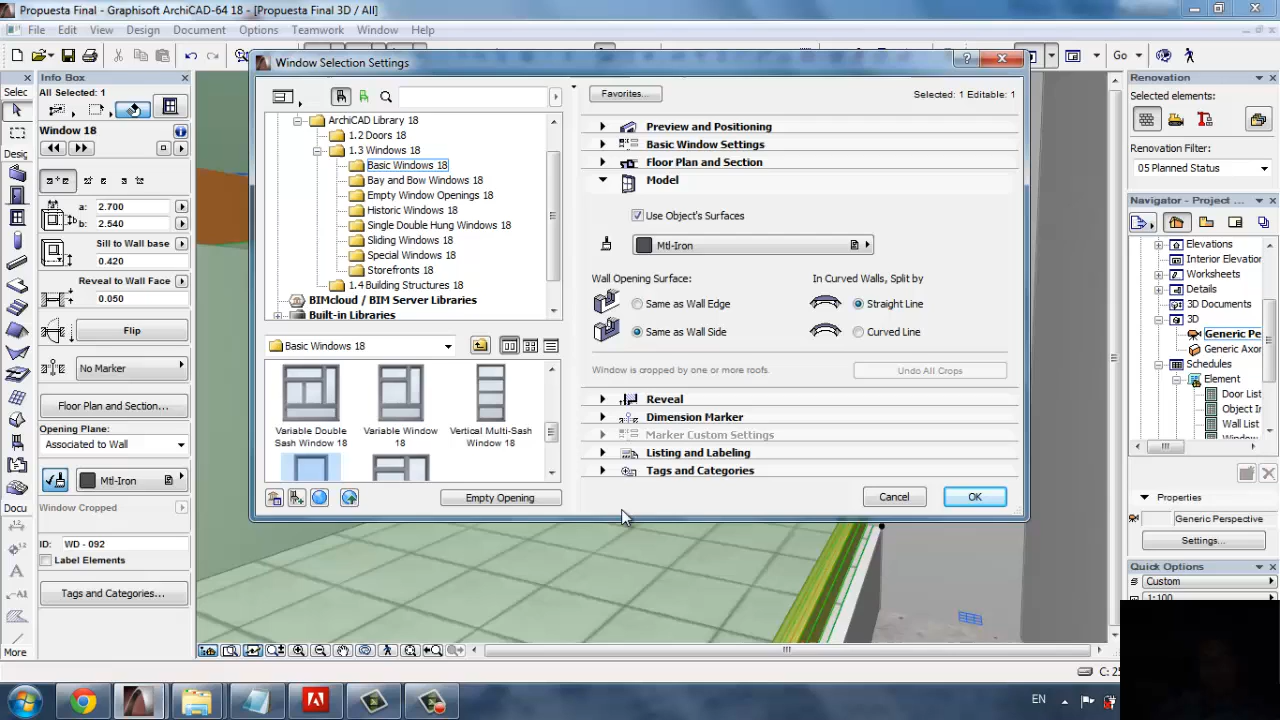 Propuesta Final - Graphisoft ArchiCAD-64 18 - [Propuesta Final 3D / All]
File Edit View Design Document Options Teamwork Window Help
Go
Selec
Desig
Docu
More
Info Box
All Selected: 1
Window 18
a: 2.700
b: 2.540
Sill to Wall base
0.420
Reveal to Wall Face
0.050
Flip
No Marker
Floor Plan and Section...
Opening Plane:
Associated to Wall
Mtl-Iron
Window Cropped
ID: WD - 092
Label Elements
Tags and Categories...
Window Selection Settings
ArchiCAD Library 18
1.2 Doors 18
1.3 Windows 18
Basic Windows 18
Bay and Bow Windows 18
Empty Window Openings 18
Historic Windows 18
Single Double Hung Windows 18
Sliding Windows 18
Special Windows 18
Storefronts 18
1.4 Building Structures 18
BIMcloud / BIM Server Libraries
Built-in Libraries
Basic Windows 18
Variable Double Sash Window 18
Variable Window 18
Vertical Multi-Sash Window 18
Empty Opening
Favorites...
Selected: 1 Editable: 1
Preview and Positioning
Basic Window Settings
Floor Plan and Section
Model
Use Object's Surfaces
Mtl-Iron
Wall Opening Surface:
In Curved Walls, Split by
Same as Wall Edge
Straight Line
Same as Wall Side
Curved Line
Window is cropped by one or more roofs.
Undo All Crops
Reveal
Dimension Marker
Marker Custom Settings
Listing and Labeling
Tags and Categories
Cancel
OK
Renovation
Selected elements:
Renovation Filter:
05 Planned Status
Navigator - Project ...
Elevations
Interior Elevation
Worksheets
Details
3D Documents
3D
Generic Pe
Generic Axon
Schedules
Element
Door List
Object In
Wall List
Window
Properties
Generic Perspective
Settings...
Quick Options
Custom
1:100
C: 25
EN